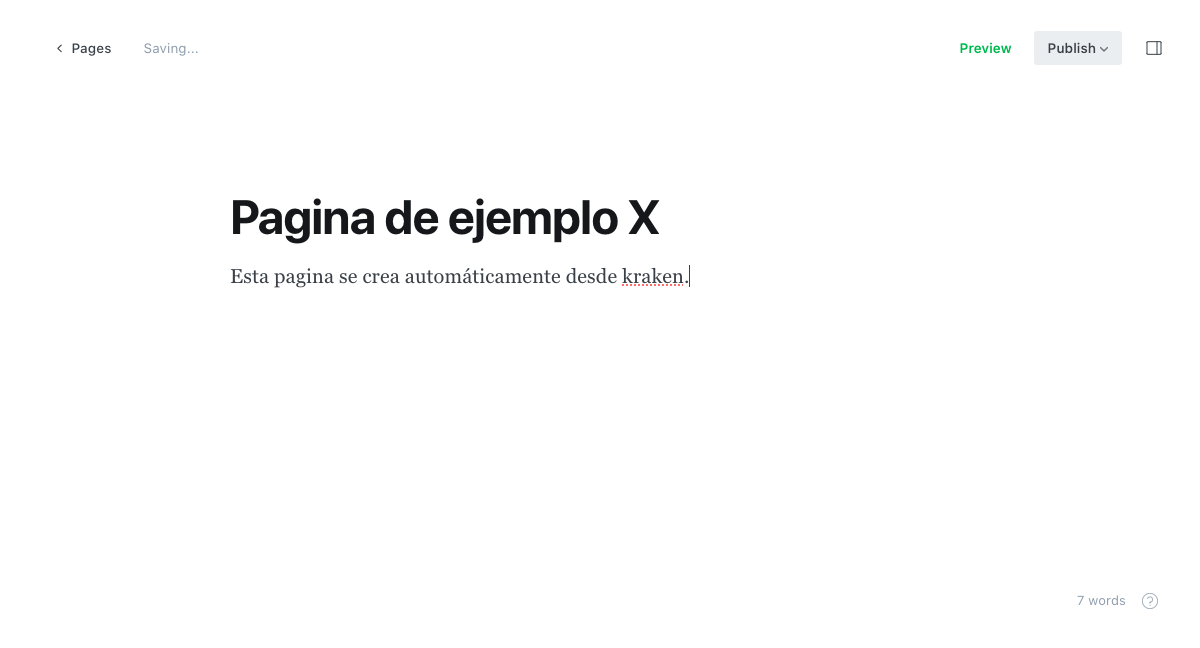 Pages
Saving...
Preview
Publish
Pagina de ejemplo X
Esta pagina se crea automáticamente desde kraken.
7 words
?